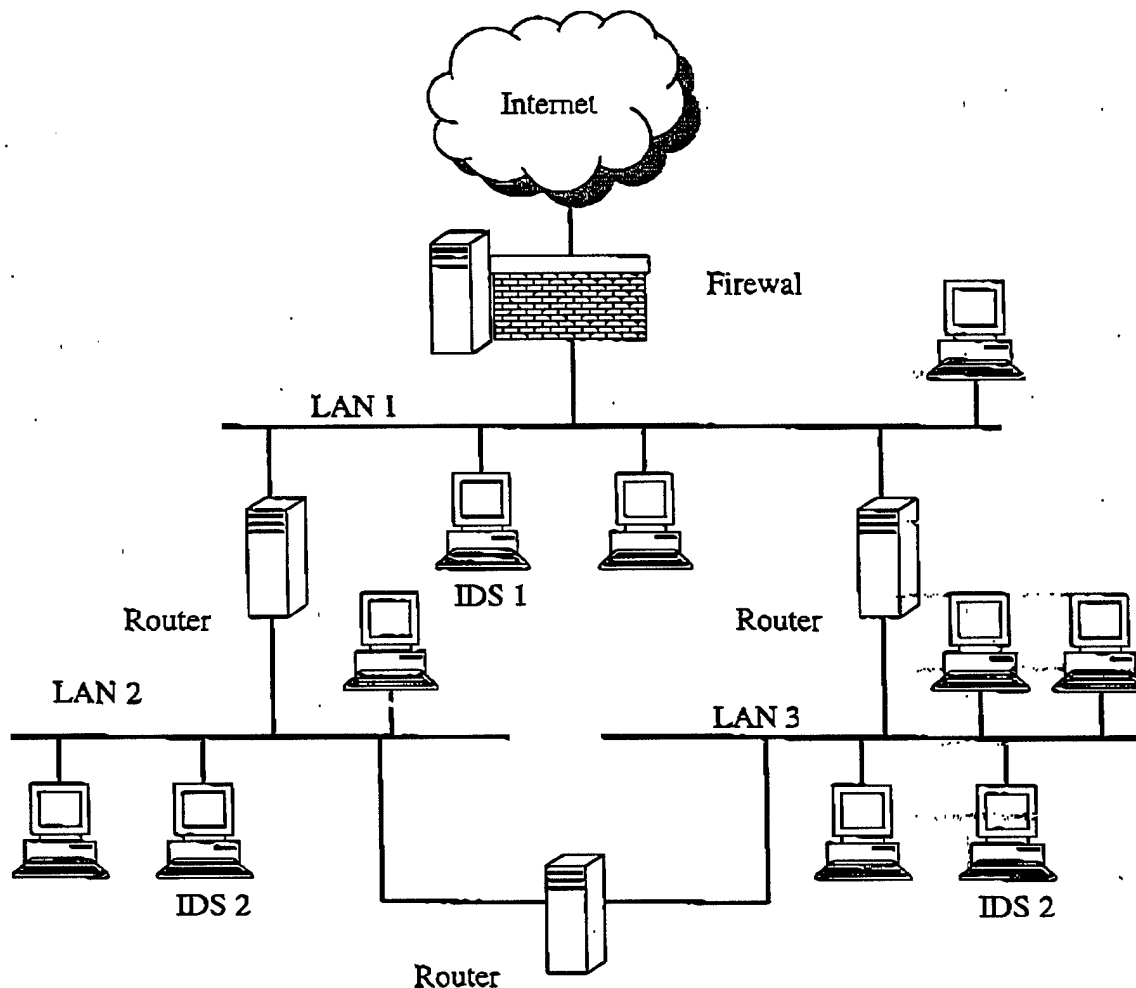 Internet
Firewal
LAN 1
IDS 1
Router
Router
LAN 2
LAN 3
IDS 2
IDS 2
Router